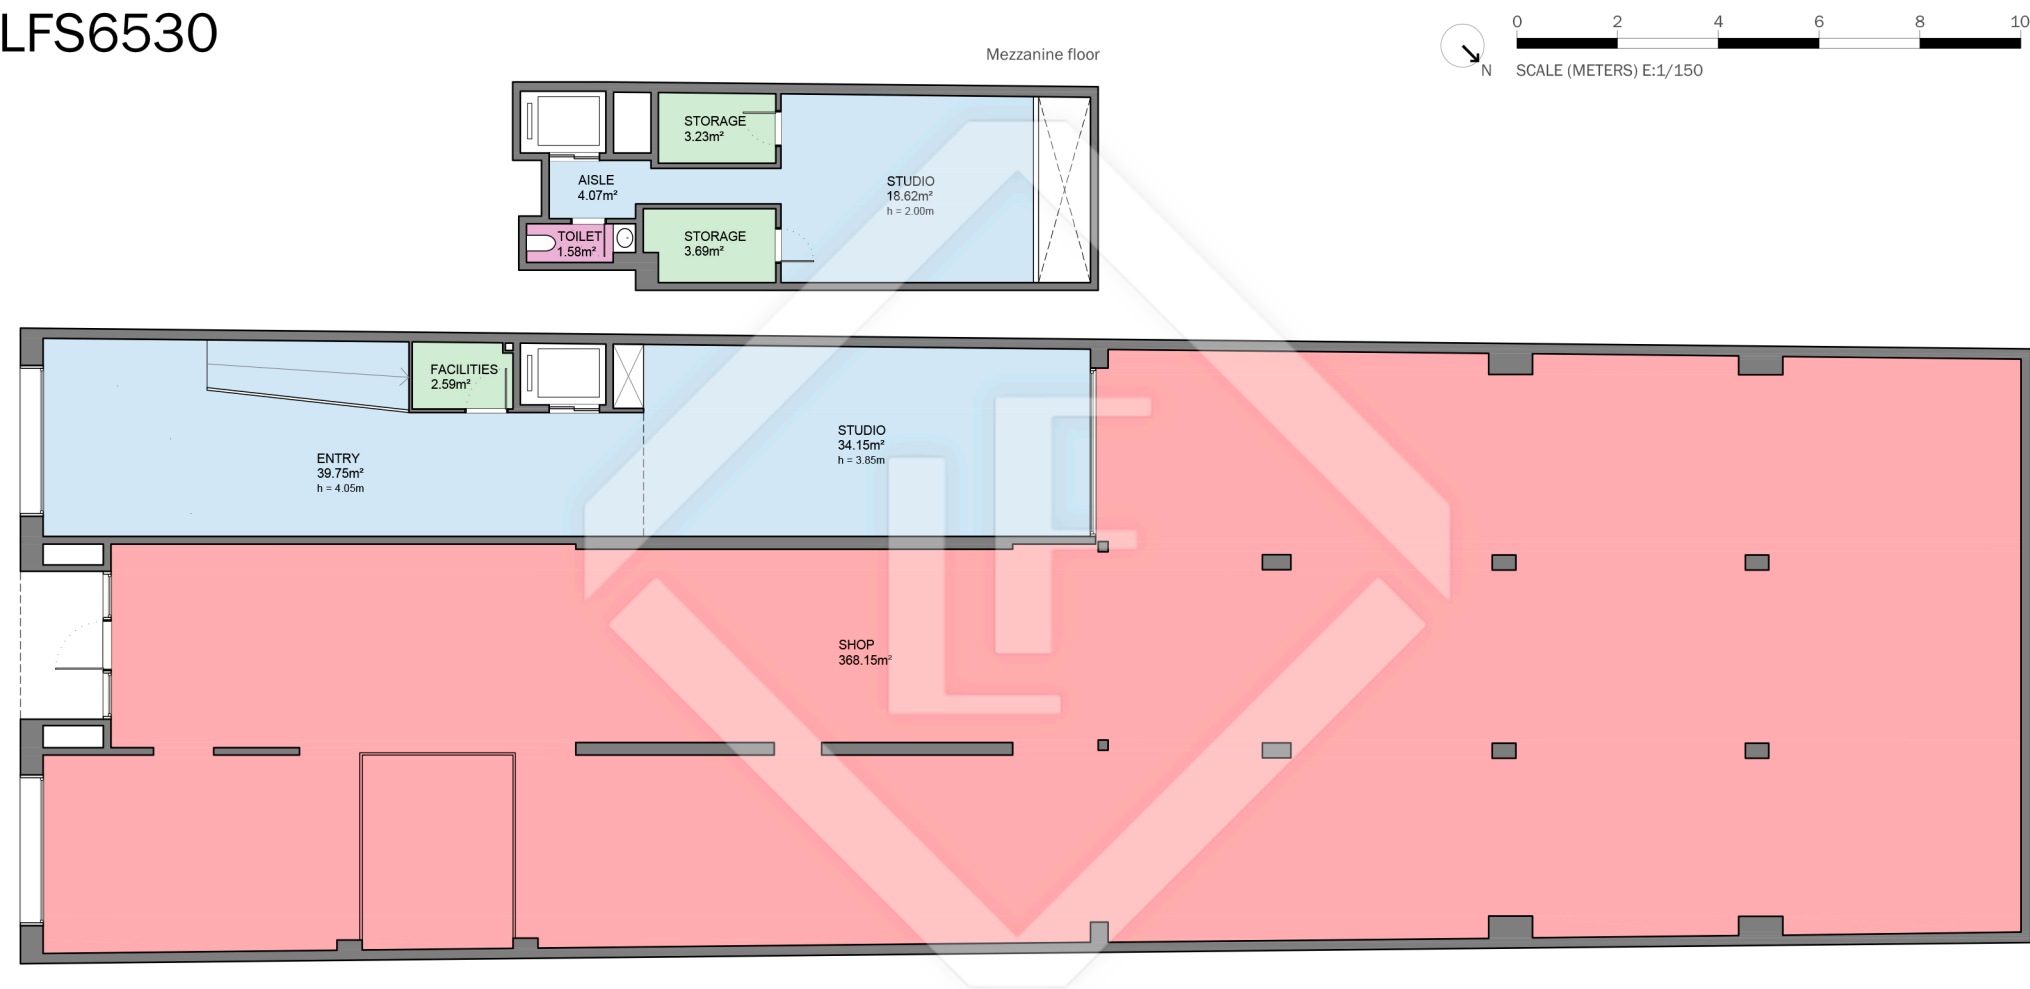 LFS6530
Mezzanine floor
0 2 4 6 8 10
N SCALE (METERS) E:1/150
STORAGE
3.23m²
AISLE
4.07m²
STUDIO
18.62m²
h = 2.00m
TOILET
1.58m²
STORAGE
3.69m²
FACILITIES
2.59m²
ENTRY
39.75m²
h = 4.05m
STUDIO
34.15m²
h = 3.85m
SHOP
368.15m²
LF